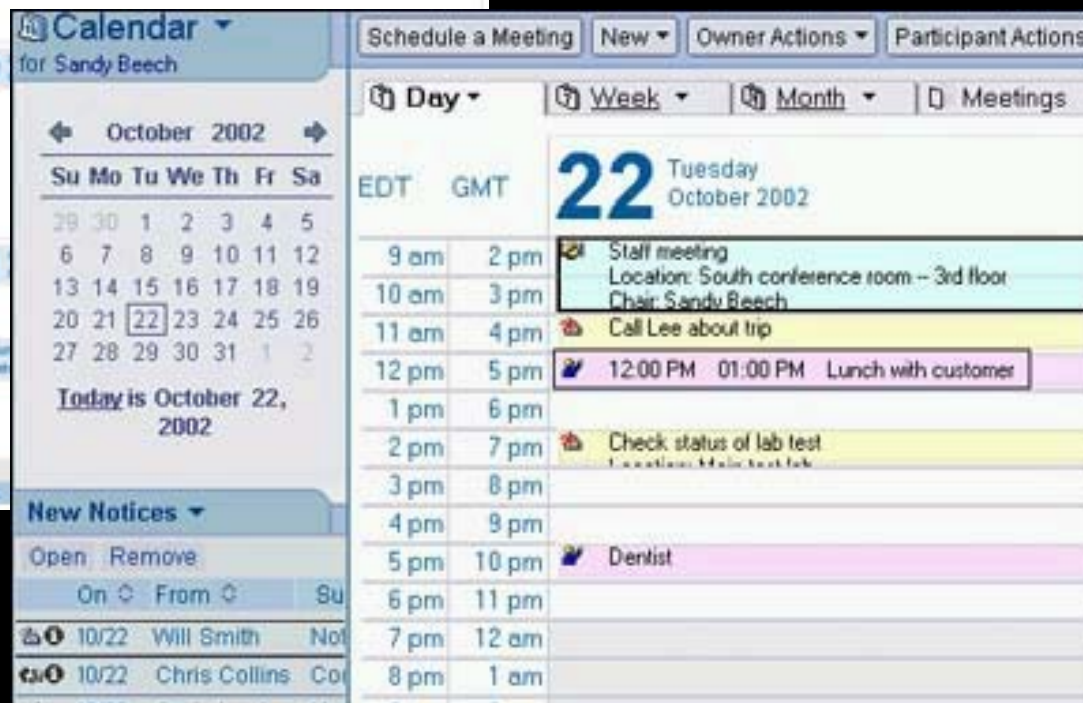 Calendar
for Sandy Beech
October 2002
Su Mo Tu We Th Fr Sa
29 30 1 2 3 4 5
6 7 8 9 10 11 12
13 14 15 16 17 18 19
20 21 22 23 24 25 26
27 28 29 30 31 1 2
Today is October 22,
2002
New Notices
Open Remove
On From Su
10/22 Will Smith Not
10/22 Chris Collins
Schedule a Meeting New Owner Actions Participant Actions
Day Week Month Meetings
EDT GMT
22 Tuesday
October 2002
9 am 2 pm Staff meeting
Location: South conference room -- 3rd floor
10 am 3 pm Chair: Sandy Beech
11 am 4 pm Call Lee about trip
12 pm 5 pm 12:00 PM 01:00 PM Lunch with customer
1 pm 6 pm
2 pm 7 pm Check status of lab test
Location: Main test lab
3 pm 8 pm
4 pm 9 pm
5 pm 10 pm Dentist
6 pm 11 pm
7 pm 12 am
8 pm 1 am